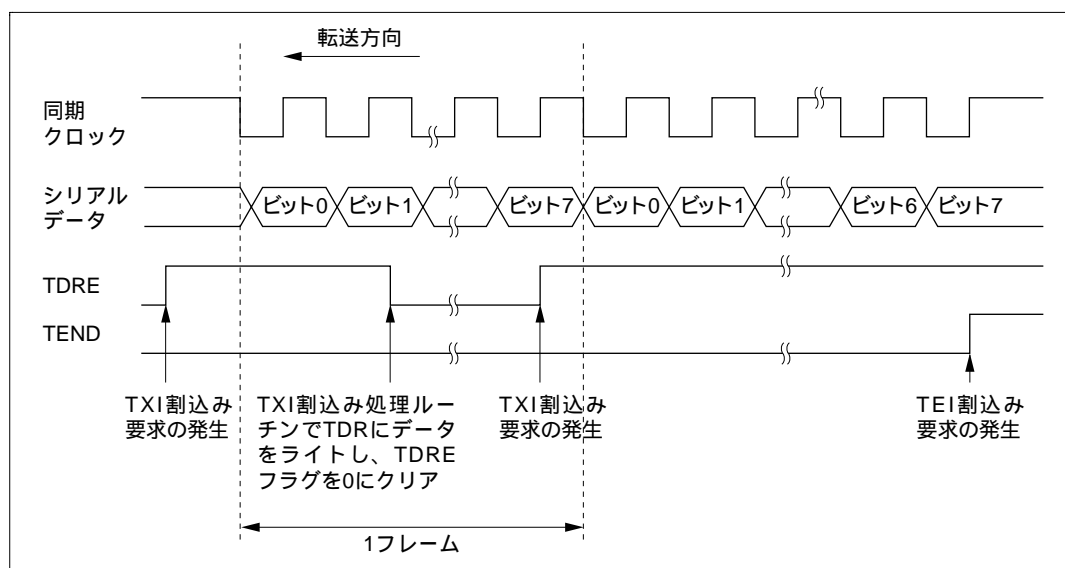 転送方向
同期
クロック
シリアル
データ
ビット0
ビット1
ビット7
ビット0
ビット1
ビット6
ビット7
TDRE
TEND
TXI割込み
要求の発生
TXI割込み処理ルー
チンでTDRにデータ
をライトし、TDRE
フラグを0にクリア
TXI割込み
要求の発生
TEI割込み
要求の発生
1フレーム